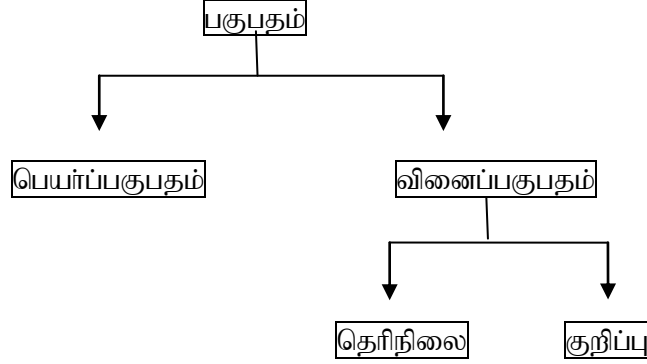 பகுபதம்
பெயர்ப்பகுபதம் வினைப்பகுபதம்
தெரிநிலை குறிப்பு